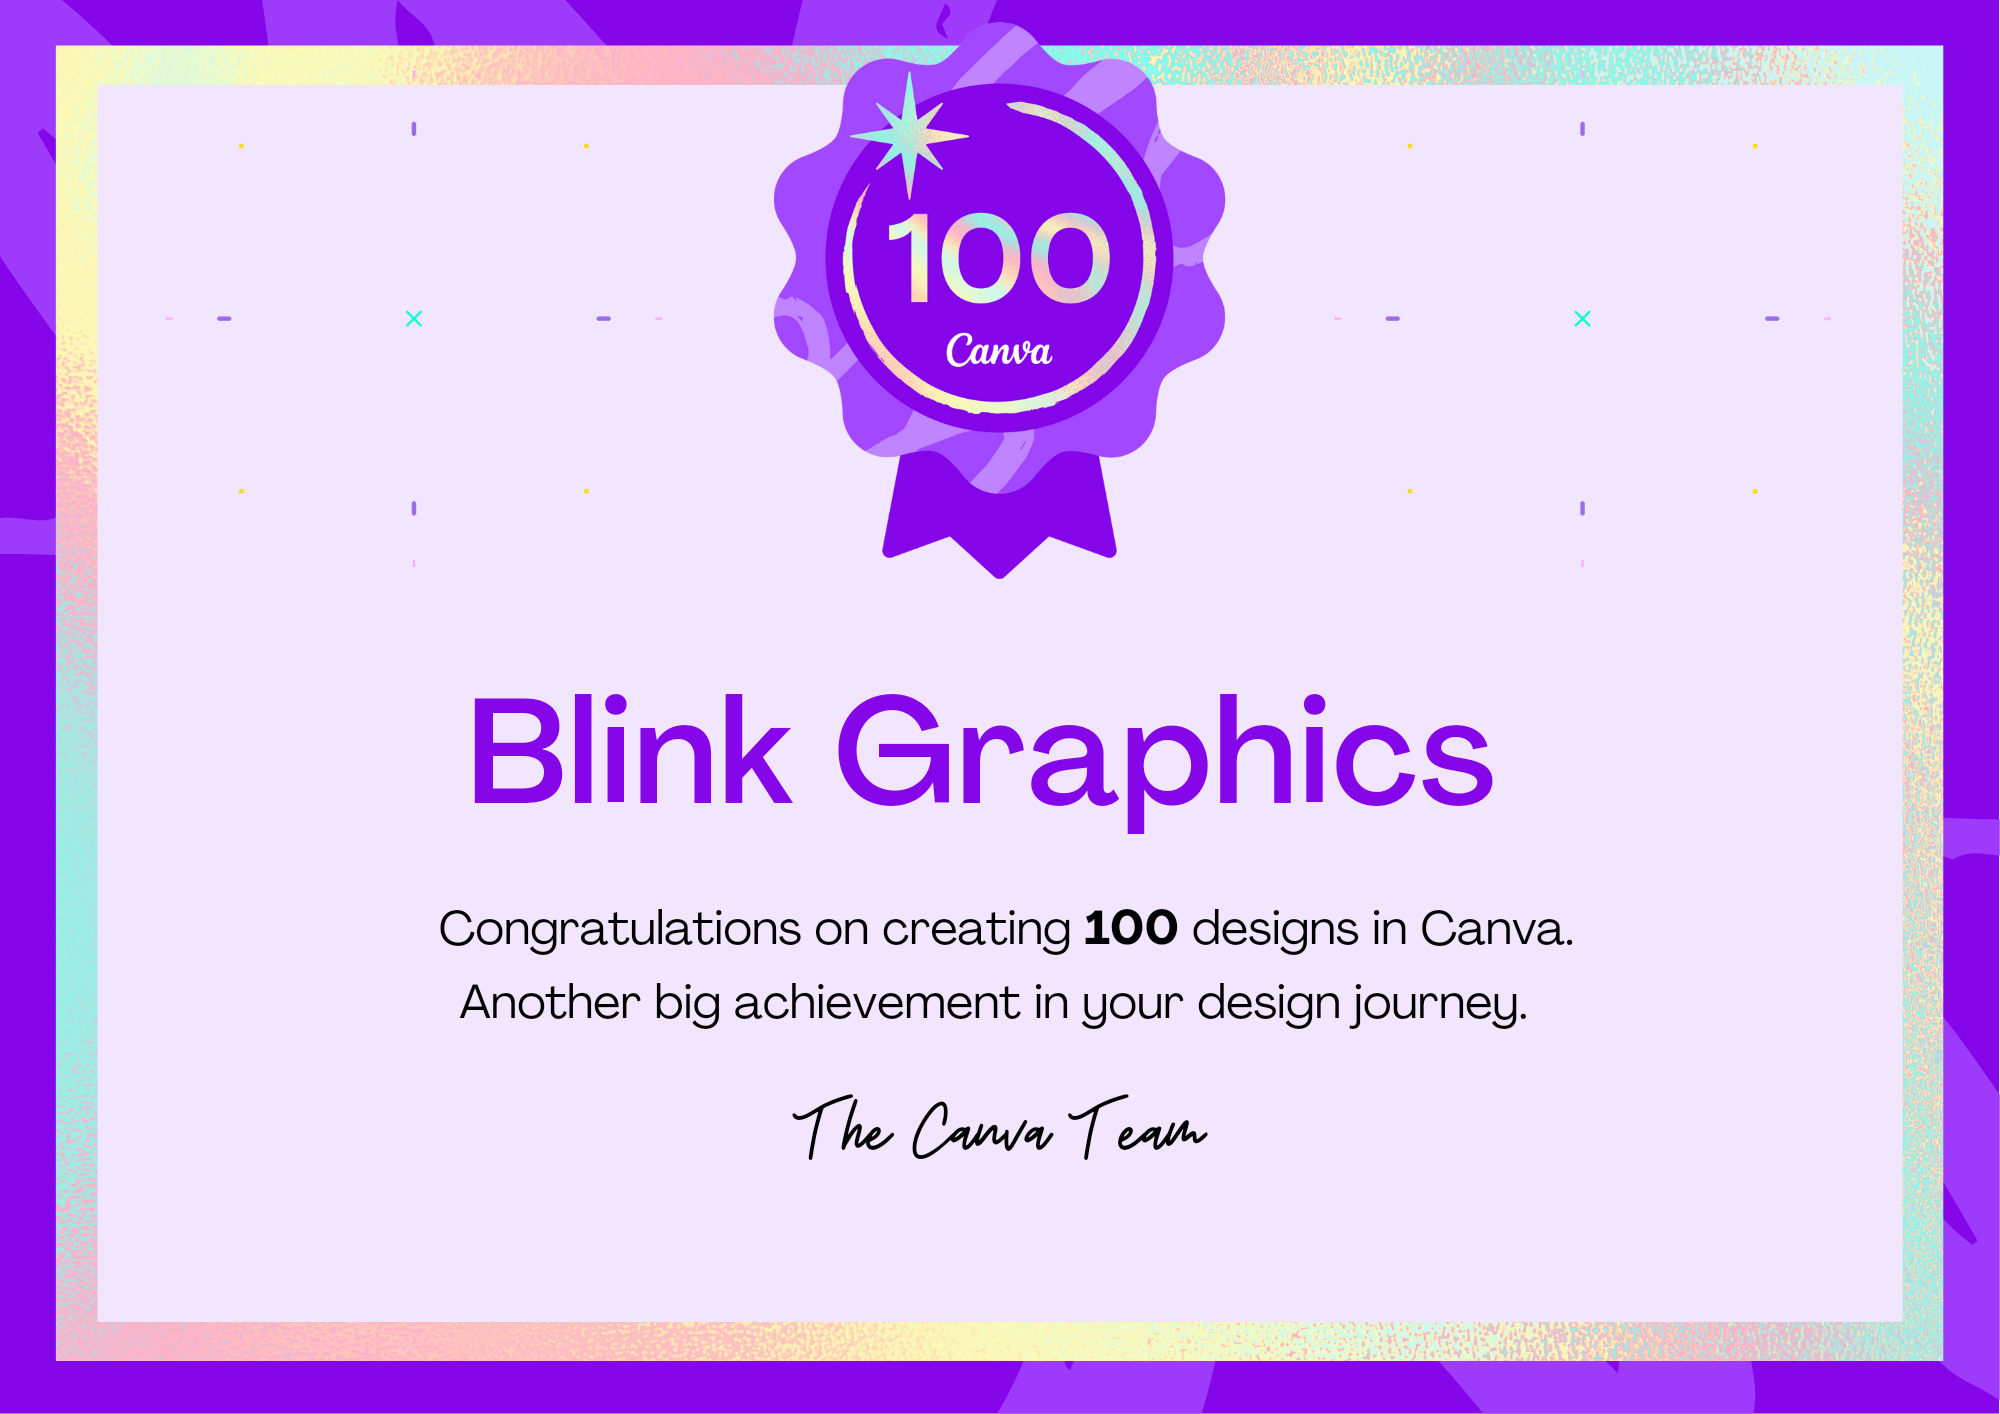 100
Canva
Blink Graphics
Congratulations on creating 100 designs in Canva.
Another big achievement in your design journey.
The Canva Team